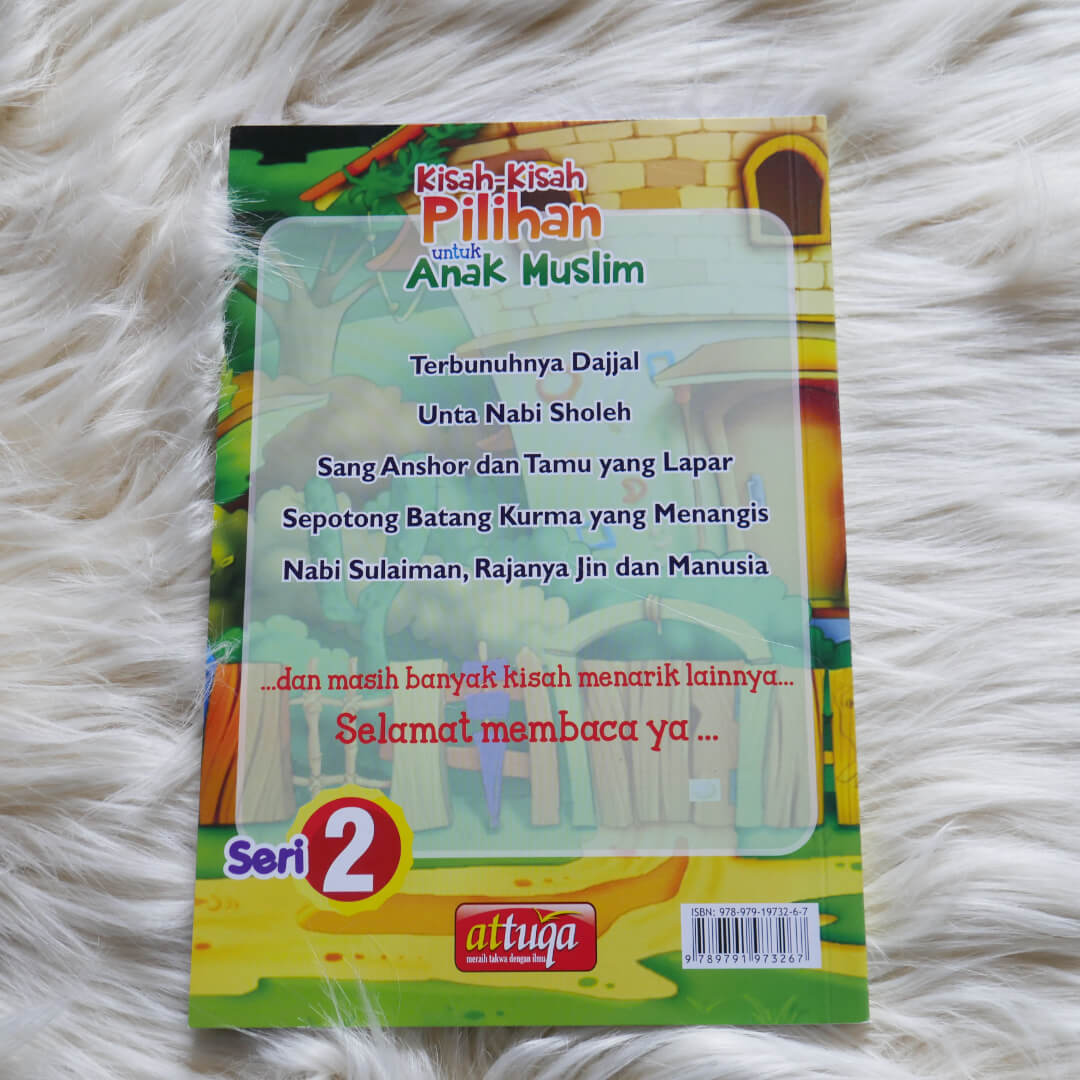 Kisah-Kisah
Pilihan
untuk
Anak Muslim
Terbunuhnya Dajjal
Unta Nabi Sholeh
Sang Anshor dan Tamu yang Lapar
Sepotong Batang Kurma yang Menangis
Nabi Sulaiman, Rajanya Jin dan Manusia
...dan masih banyak kisah menarik lainnya...
Selamat membaca ya ...
Seri 2
attuqa
meraih takwa dengan ilmu
ISBN: 978-979-19732-6-7
9 789791 973267